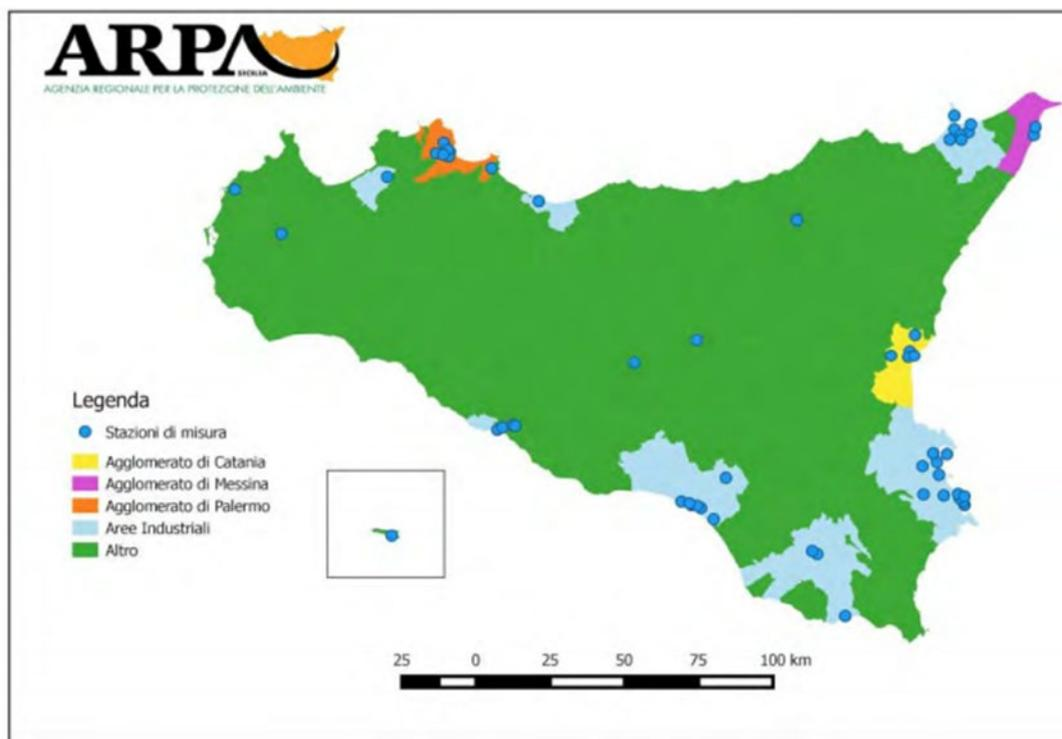 ARPA
SICILIA
AGENZIA REGIONALE PER LA PROTEZIONE DELL'AMBIENTE
Legenda
Stazioni di misura
Agglomerato di Catania
Agglomerato di Messina
Agglomerato di Palermo
Aree Industriali
Altro
25 0 25 50 75 100 km